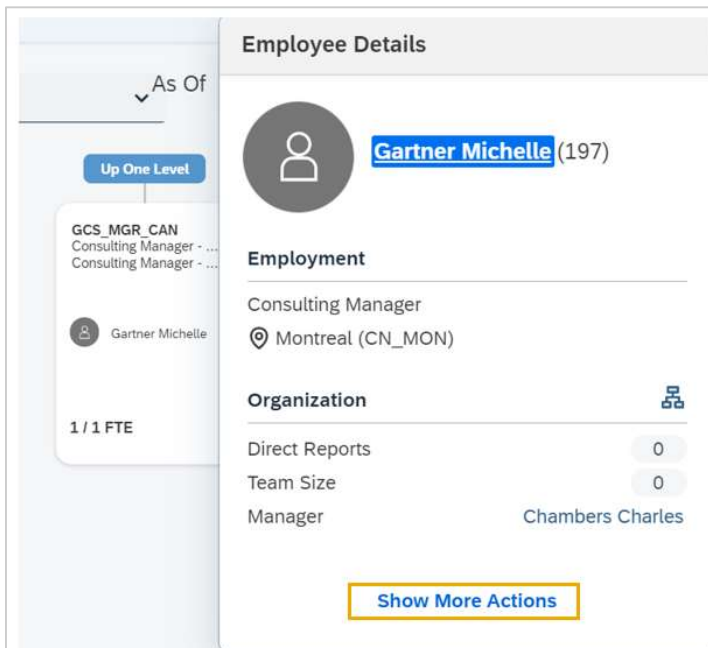 As Of
Up One Level
GCS_MGR_CAN
Consulting Manager - ...
Consulting Manager - ...
Gartner Michelle
1 / 1 FTE
Employee Details
Gartner Michelle (197)
Employment
Consulting Manager
Montreal (CN_MON)
Organization
Direct Reports 0
Team Size 0
Manager Chambers Charles
Show More Actions